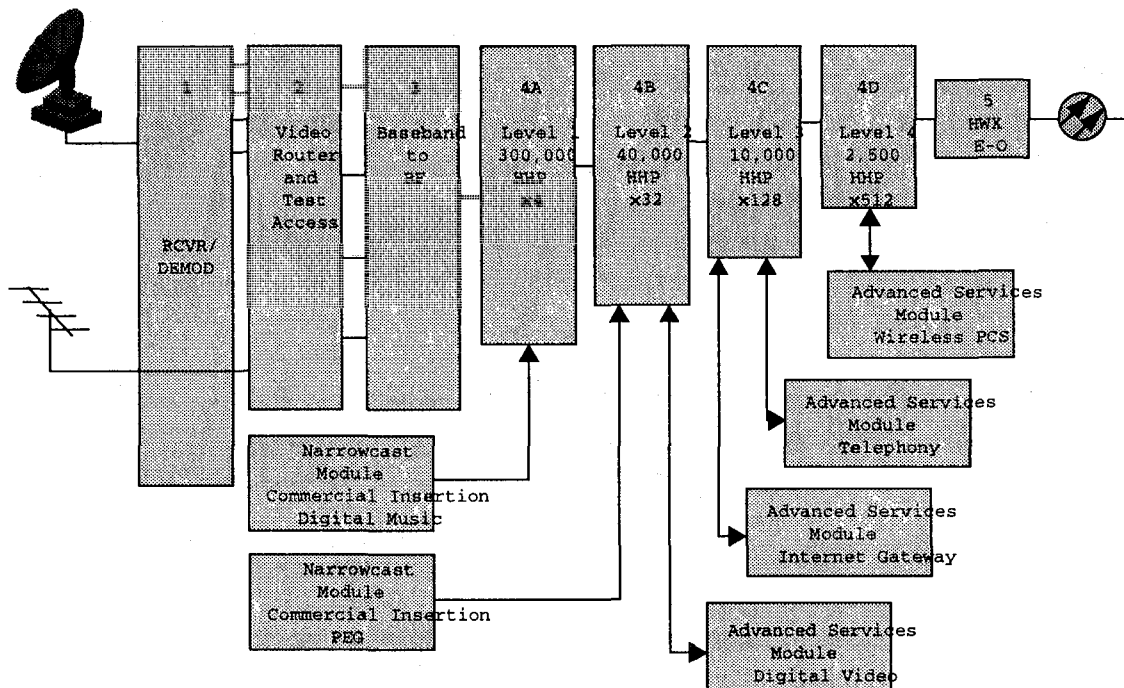 1
RCVR/
DEMOD
2
Video
Router
and
Test
Access
3
Baseband
to
RF
4A
Level 1
300,000
HHP
x4
4B
Level 2
40,000
HHP
x32
4C
Level 3
10,000
HHP
x128
4D
Level 4
2,500
HHP
x512
5
HWX
E-O
Advanced Services
Module
Wireless PCS
Advanced Services
Module
Telephony
Narrowcast
Module
Commercial Insertion
Digital Music
Advanced Services
Module
Internet Gateway
Narrowcast
Module
Commercial Insertion
PEG
Advanced Services
Module
Digital Video